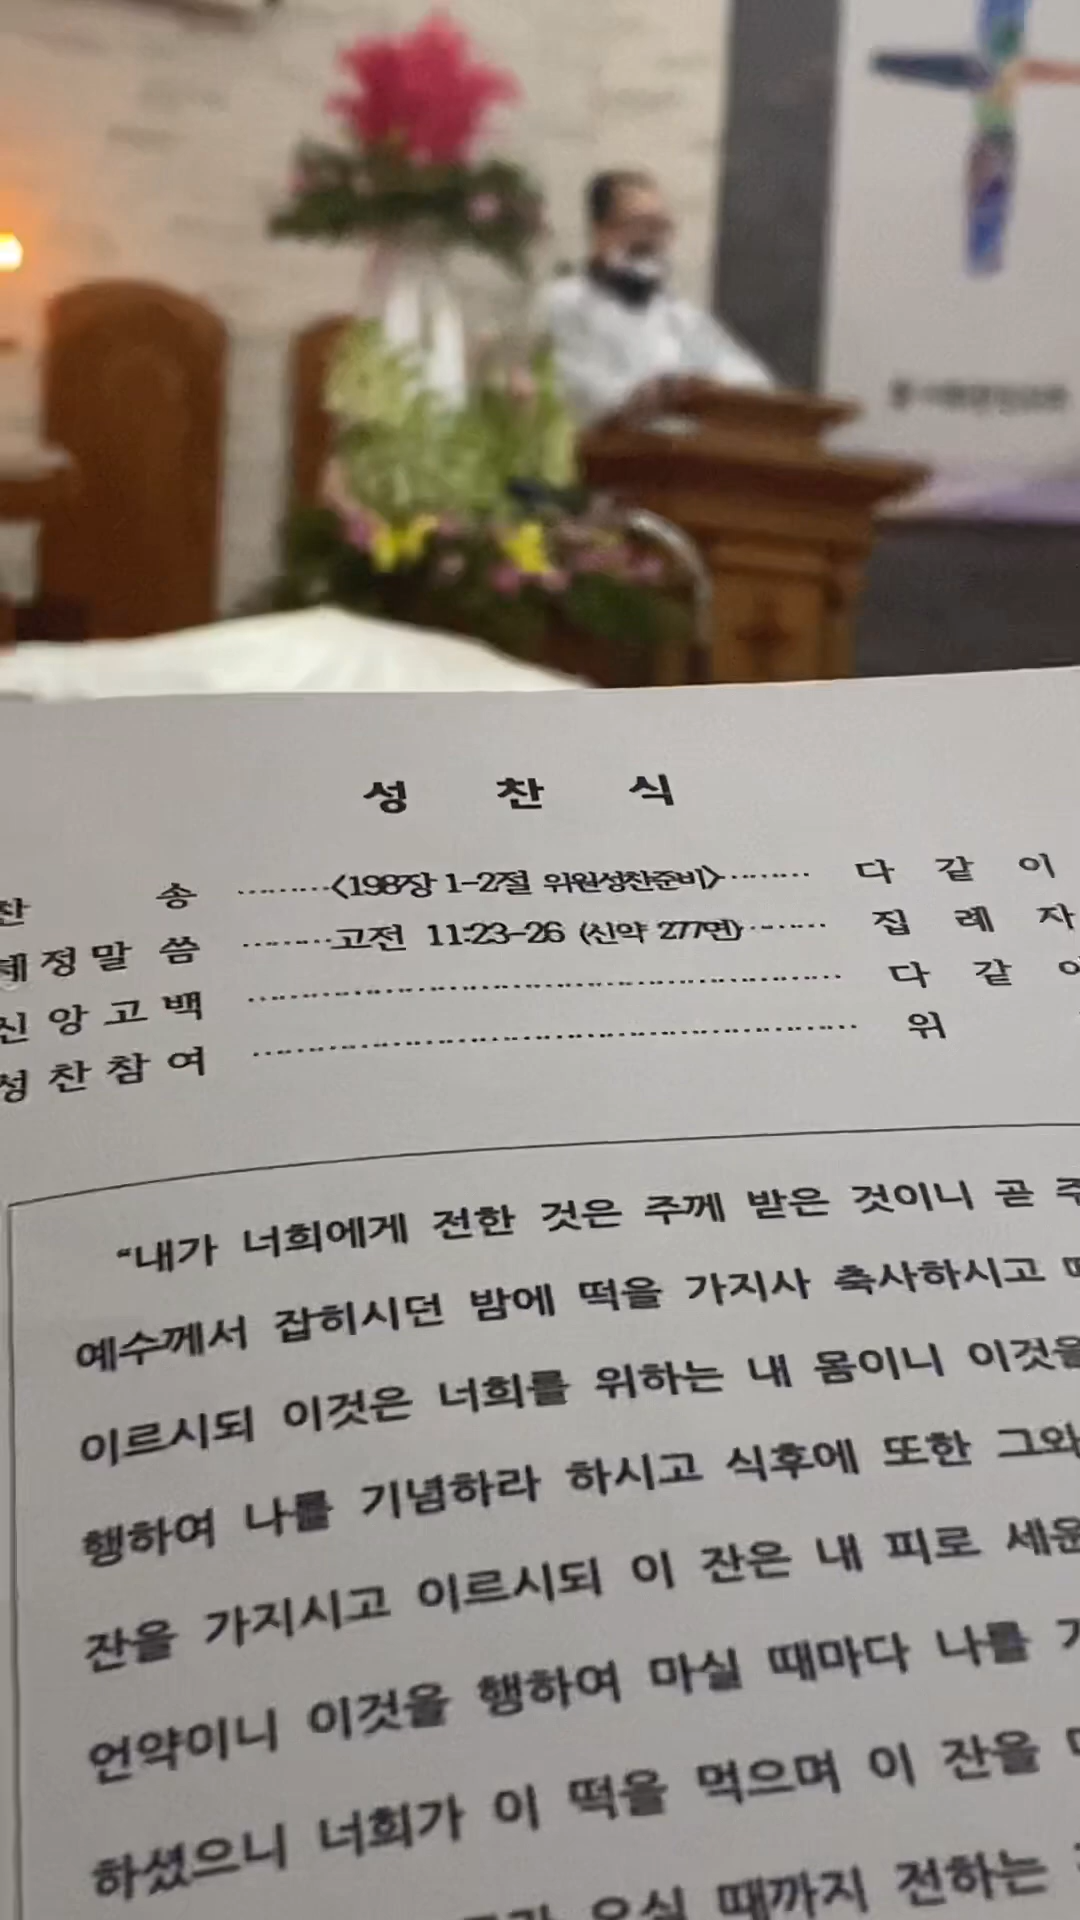 성 찬 식
찬 송 ········〈198장 1-2절 위원성찬준비〉········ 다 같 이
제정말씀 ········고전 11:23-26 (신약 277면)······· 집 례 자
신앙고백 ················································ 다 같 이
성찬참여 ················································ 위
“내가 너희에게 전한 것은 주께 받은 것이니 곧 주
예수께서 잡히시던 밤에 떡을 가지사 축사하시고
이르시되 이것은 너희를 위하는 내 몸이니 이것을
행하여 나를 기념하라 하시고 식후에 또한 그와
잔을 가지시고 이르시되 이 잔은 내 피로 세운
언약이니 이것을 행하여 마실 때마다 나를
하셨으니 너희가 이 떡을 먹으며 이 잔을
오실 때까지 전하는